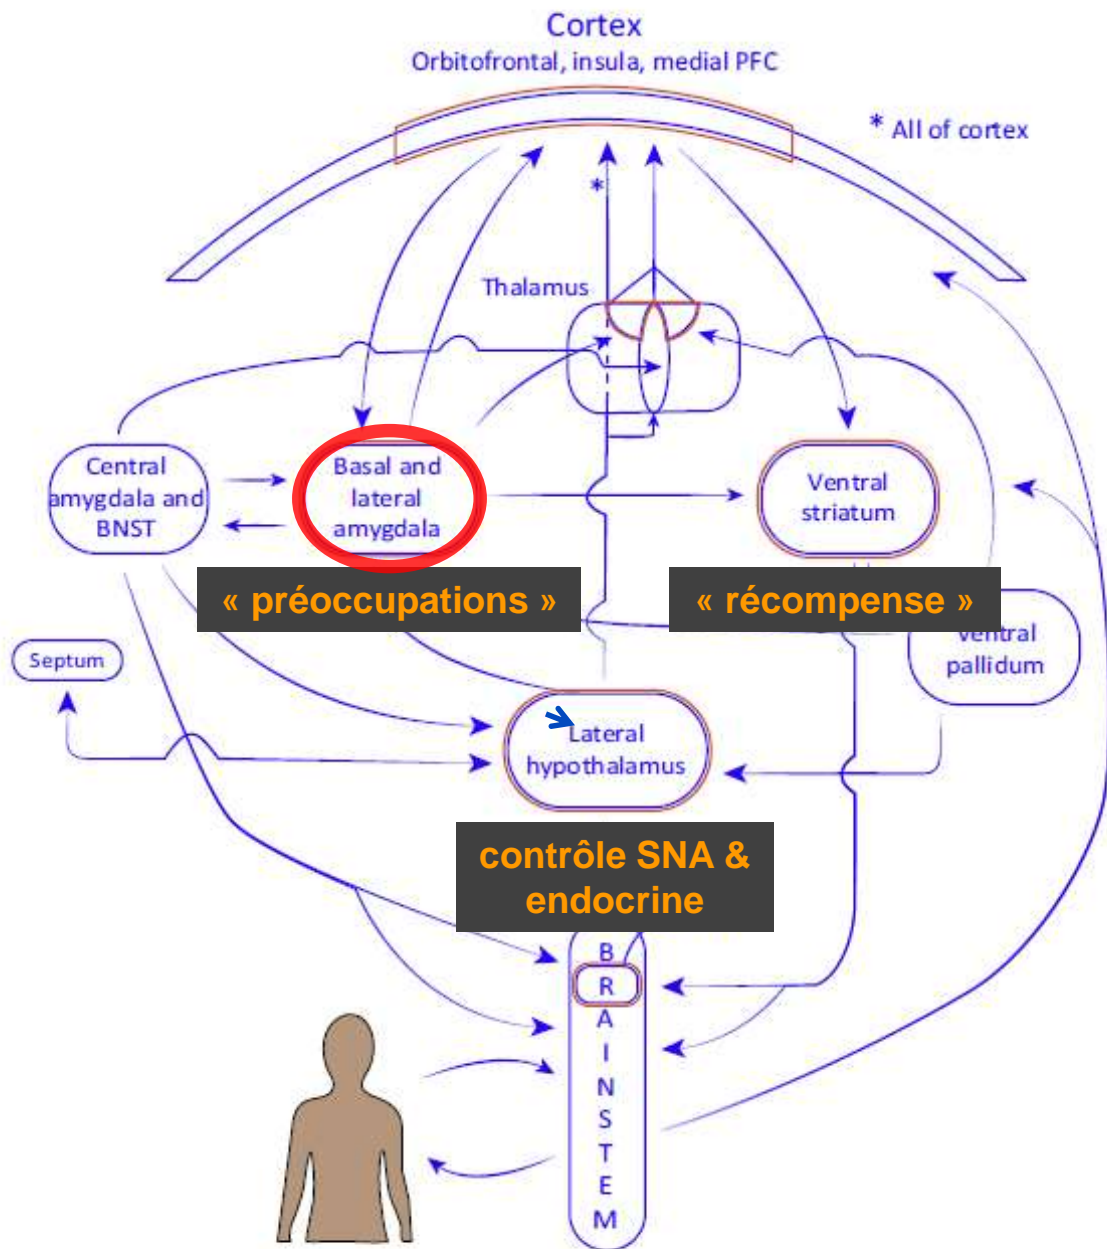 Cortex
Orbitofrontal, insula, medial PFC
* All of cortex
*
Thalamus
Central
amygdala and
BNST
Basal and
lateral
amygdala
Ventral
striatum
« préoccupations »
« récompense »
Ventral
pallidum
Septum
Lateral
hypothalamus
contrôle SNA &
endocrine
B
R
A
I
N
S
T
E
M